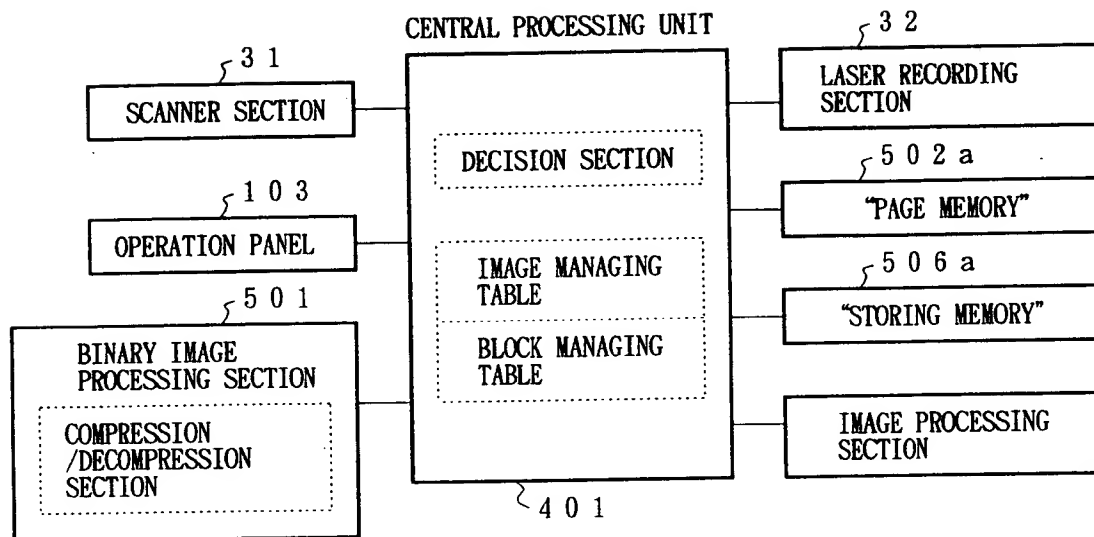 CENTRAL PROCESSING UNIT
31
SCANNER SECTION
103
OPERATION PANEL
501
BINARY IMAGE
PROCESSING SECTION
COMPRESSION
/DECOMPRESSION
SECTION
DECISION SECTION
IMAGE MANAGING
TABLE
BLOCK MANAGING
TABLE
401
32
LASER RECORDING
SECTION
502a
“PAGE MEMORY”
506a
“STORING MEMORY”
IMAGE PROCESSING
SECTION